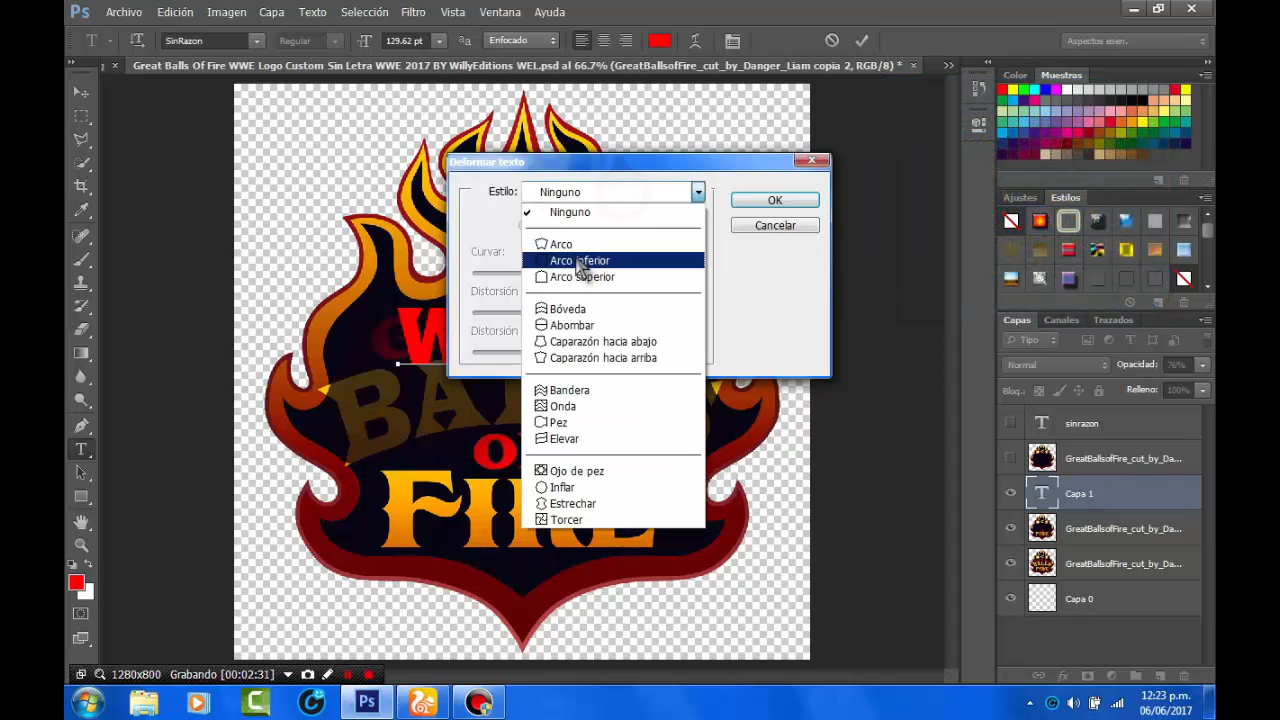 Ps Archivo Edición Imagen Capa Texto Selección Filtro Vista Ventana Ayuda
T SinRazon Regular 129.62 pt aa Enfocado Aspectos esen.
Great Balls Of Fire WWE Logo Custom Sin Letra WWE 2017 BY WillyEditions WEL.psd al 66.7% (GreatBallsofFire_cut_by_Danger_Liam copia 2, RGB/8) *
Color Muestras
Deformar texto
Estilo: Ninguno
OK
Ninguno
Cancelar
Arco
Curvar:
Arco inferior
Arco superior
Distorsión
Bóveda
Abombar
Distorsión
Caparazón hacia abajo
Caparazón hacia arriba
Bandera
Onda
Pez
Elevar
Ojo de pez
Inflar
Estrechar
Torcer
W
OF
FIRE
Ajustes Estilos
Capas Canales Trazados
Tipo
Normal Opacidad: 76%
Bloq.: Relleno: 100%
sinrazon
GreatBallsofFire_cut_by_Da...
Capa 1
GreatBallsofFire_cut_by_Da...
GreatBallsofFire_cut_by_Da...
Capa 0
fx
1280x800 Grabando [00:02:31]
Ps
12:23 p.m.
06/06/2017